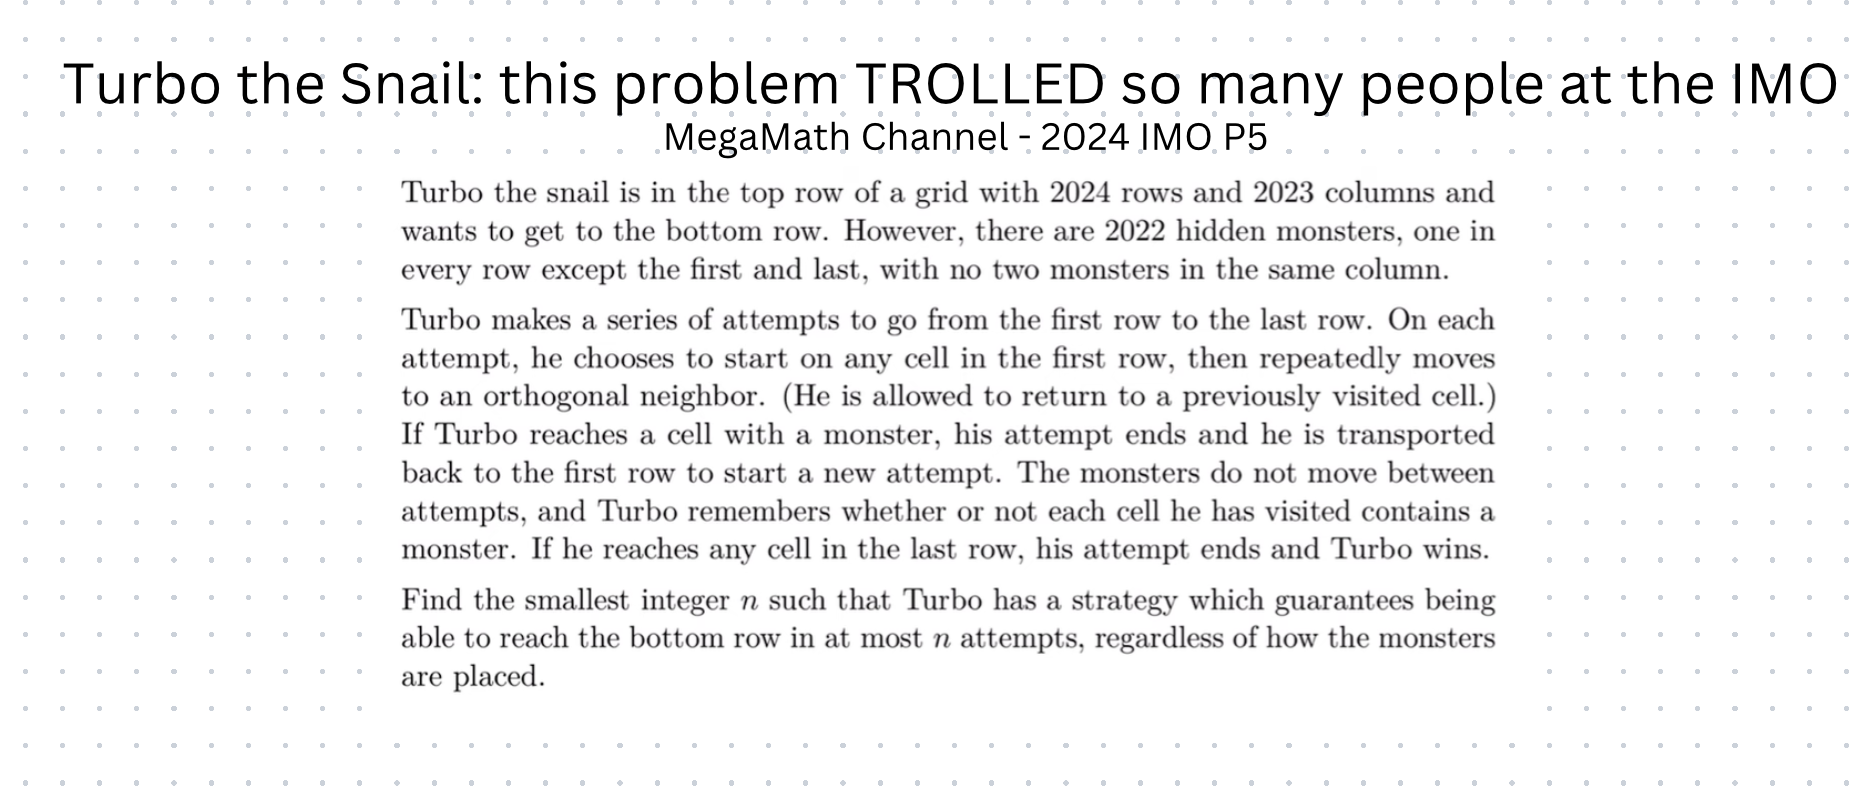 Turbo the Snail: this problem TROLLED so many people at the IMO
MegaMath Channel - 2024 IMO P5
Turbo the snail is in the top row of a grid with 2024 rows and 2023 columns and
wants to get to the bottom row. However, there are 2022 hidden monsters, one in
every row except the first and last, with no two monsters in the same column.
Turbo makes a series of attempts to go from the first row to the last row. On each
attempt, he chooses to start on any cell in the first row, then repeatedly moves
to an orthogonal neighbor. (He is allowed to return to a previously visited cell.)
If Turbo reaches a cell with a monster, his attempt ends and he is transported
back to the first row to start a new attempt. The monsters do not move between
attempts, and Turbo remembers whether or not each cell he has visited contains a
monster. If he reaches any cell in the last row, his attempt ends and Turbo wins.
Find the smallest integer n such that Turbo has a strategy which guarantees being
able to reach the bottom row in at most n attempts, regardless of how the monsters
are placed.